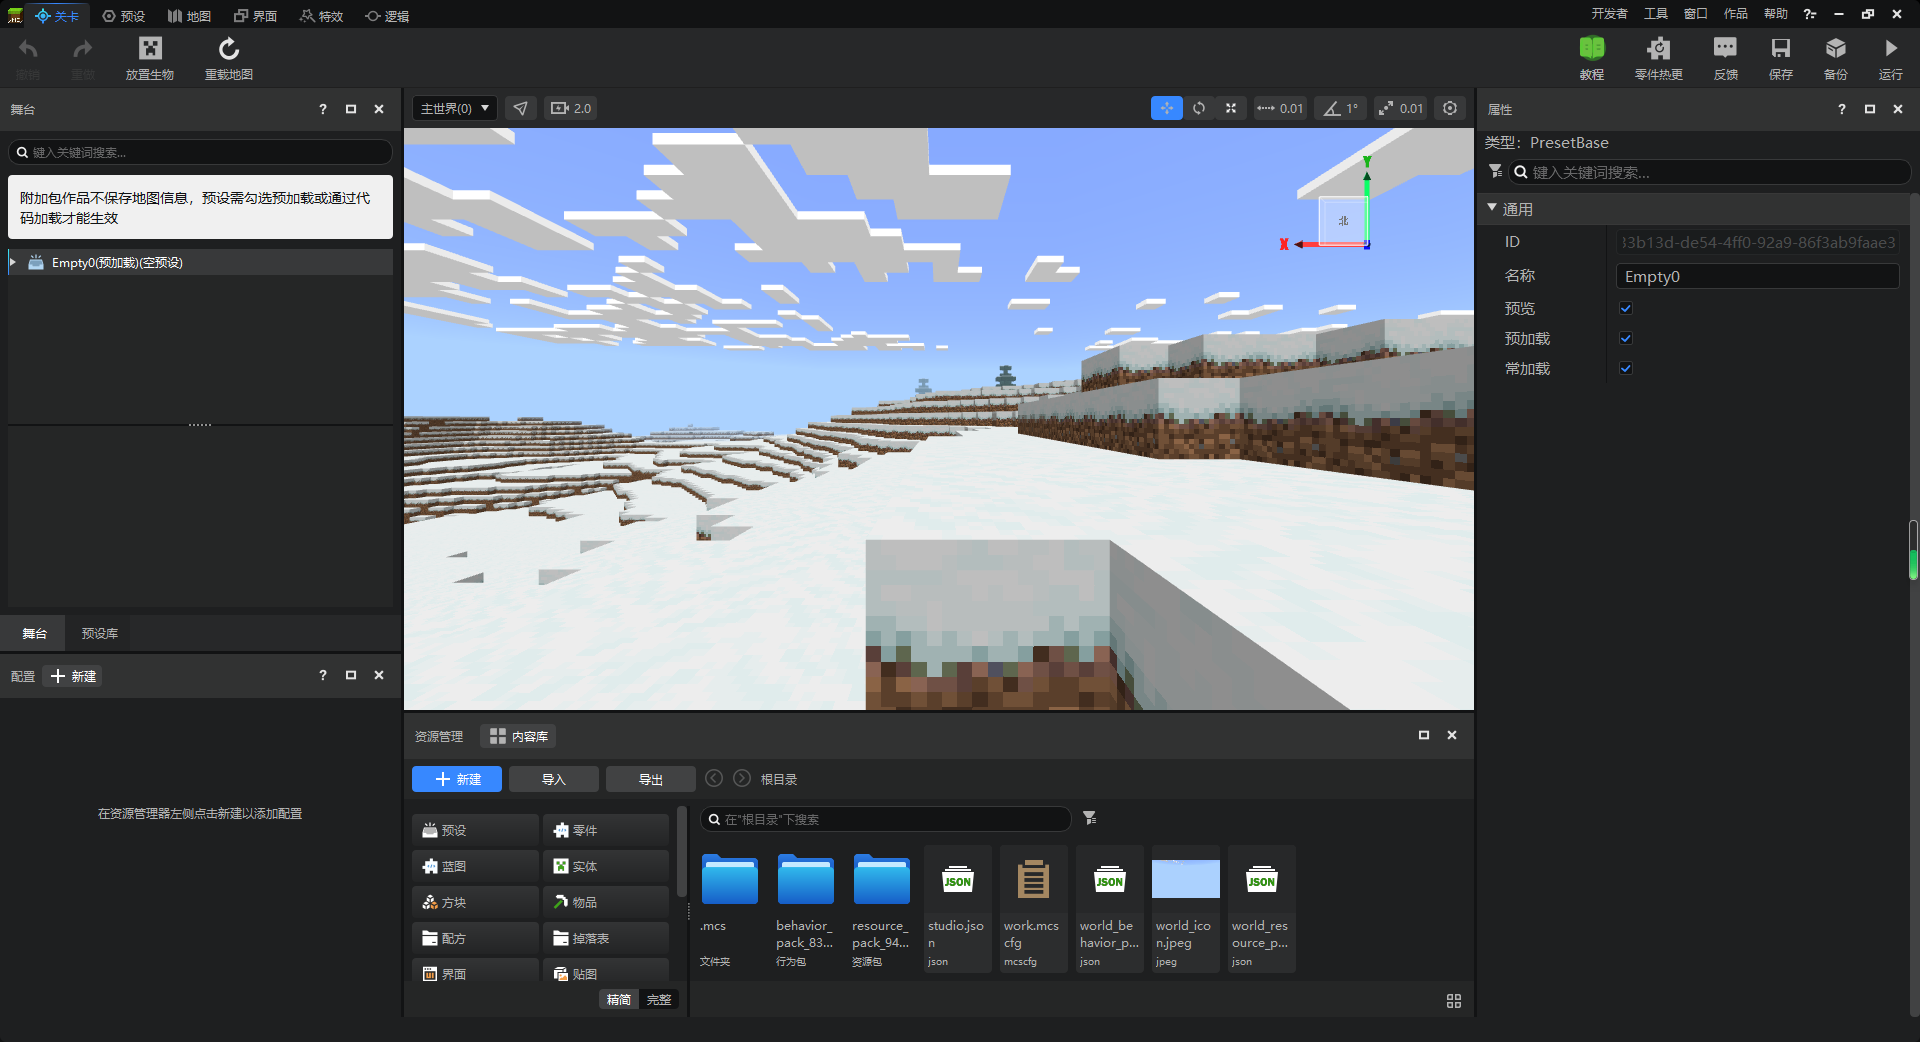 关卡
预设
地图
界面
特效
逻辑
开发者
工具
窗口
作品
帮助
撤销
重做
放置生物
重载地图
教程
零件热更
反馈
保存
备份
运行
舞台
键入关键词搜索...
附加包作品不保存地图信息，预设需勾选预加载或通过代
码加载才能生效
Empty0(预加载)(空预设)
舞台
预设库
配置
新建
在资源管理器左侧点击新建以添加配置
主世界(0)
2.0
0.01
1°
0.01
Y
北
X
资源管理
内容库
新建
导入
导出
根目录
在"根目录"下搜索
预设
零件
蓝图
实体
方块
物品
配方
掉落表
界面
贴图
精简
完整
.mcs
文件夹
behavior_
pack_83...
行为包
resource_
pack_94...
资源包
JSON
studio.jso
n
json
work.mcs
cfg
mcscfg
JSON
world_be
havior_p...
json
world_ico
n.jpeg
jpeg
JSON
world_res
ource_p...
json
属性
类型：PresetBase
键入关键词搜索...
通用
ID
33b13d-de54-4ff0-92a9-86f3ab9faae3
名称
Empty0
预览
预加载
常加载